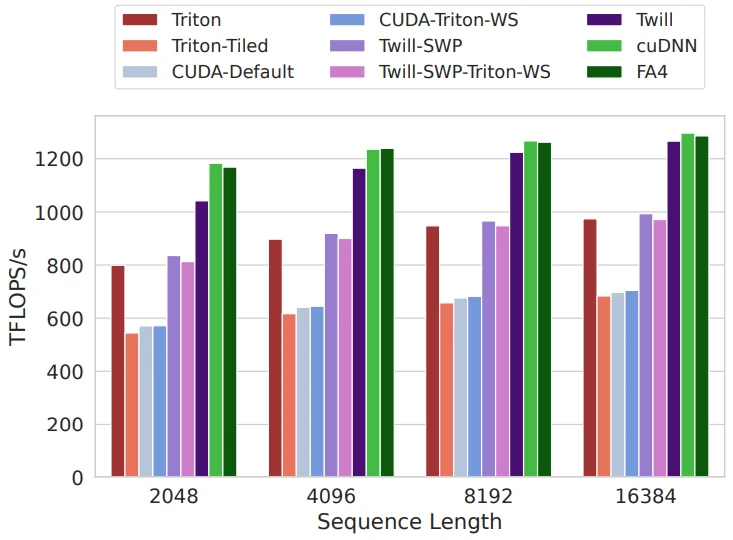 Triton CUDA-Triton-WS Twill
Triton-Tiled Twill-SWP cuDNN
CUDA-Default Twill-SWP-Triton-WS FA4
TFLOPS/s
1200
1000
800
600
400
200
0
2048 4096 8192 16384
Sequence Length